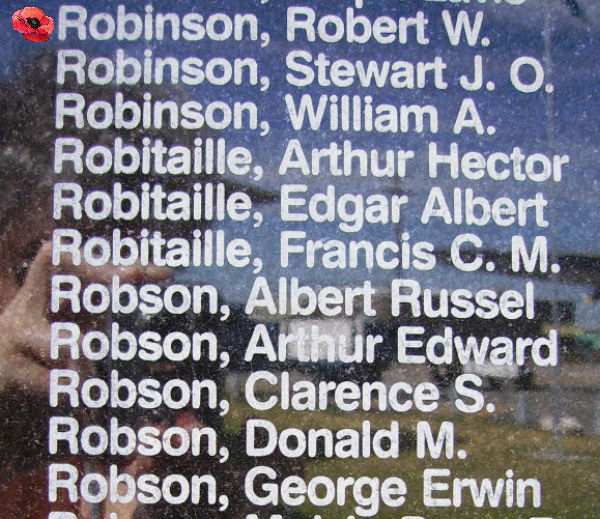 Robinson, Robert W.
Robinson, Stewart J. O.
Robinson, William A.
Robitaille, Arthur Hector
Robitaille, Edgar Albert
Robitaille, Francis C. M.
Robson, Albert Russel
Robson, Arthur Edward
Robson, Clarence S.
Robson, Donald M.
Robson, George Erwin